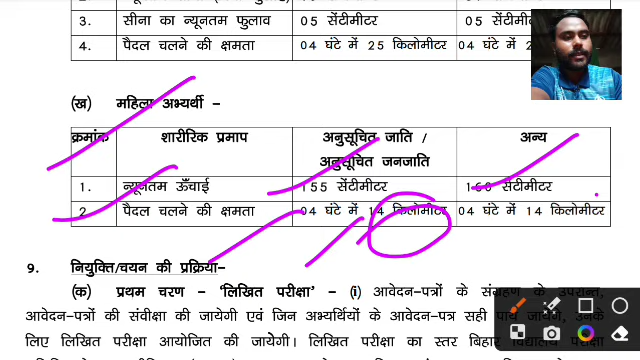 3. सीना का न्यूनतम फुलाव 05 सेंटीमीटर 05 सेंटीमीटर
4. पैदल चलने की क्षमता 04 घंटे में 25 किलोमीटर 04 घंटे में
(ख) महिला अभ्यर्थी –
क्रमांक शारीरिक प्रमाप अनुसूचित जाति / अनुसूचित जनजाति अन्य
1. न्यूनतम ऊँचाई 155 सेंटीमीटर 160 सेंटीमीटर
2. पैदल चलने की क्षमता 04 घंटे में 14 किलोमीटर 04 घंटे में 14 किलोमीटर
9. नियुक्ति/चयन की प्रक्रिया–
(क) प्रथम चरण – 'लिखित परीक्षा' – (i) आवेदन-पत्रों के संग्रहण के उपरान्त,
आवेदन-पत्रों की संवीक्षा की जायेगी एवं जिन अभ्यर्थियों के आवेदन-पत्र सही पाये जायेंगे, उनके
लिए लिखित परीक्षा आयोजित की जायेगी। लिखित परीक्षा का स्तर बिहार विद्यालय परीक्षा